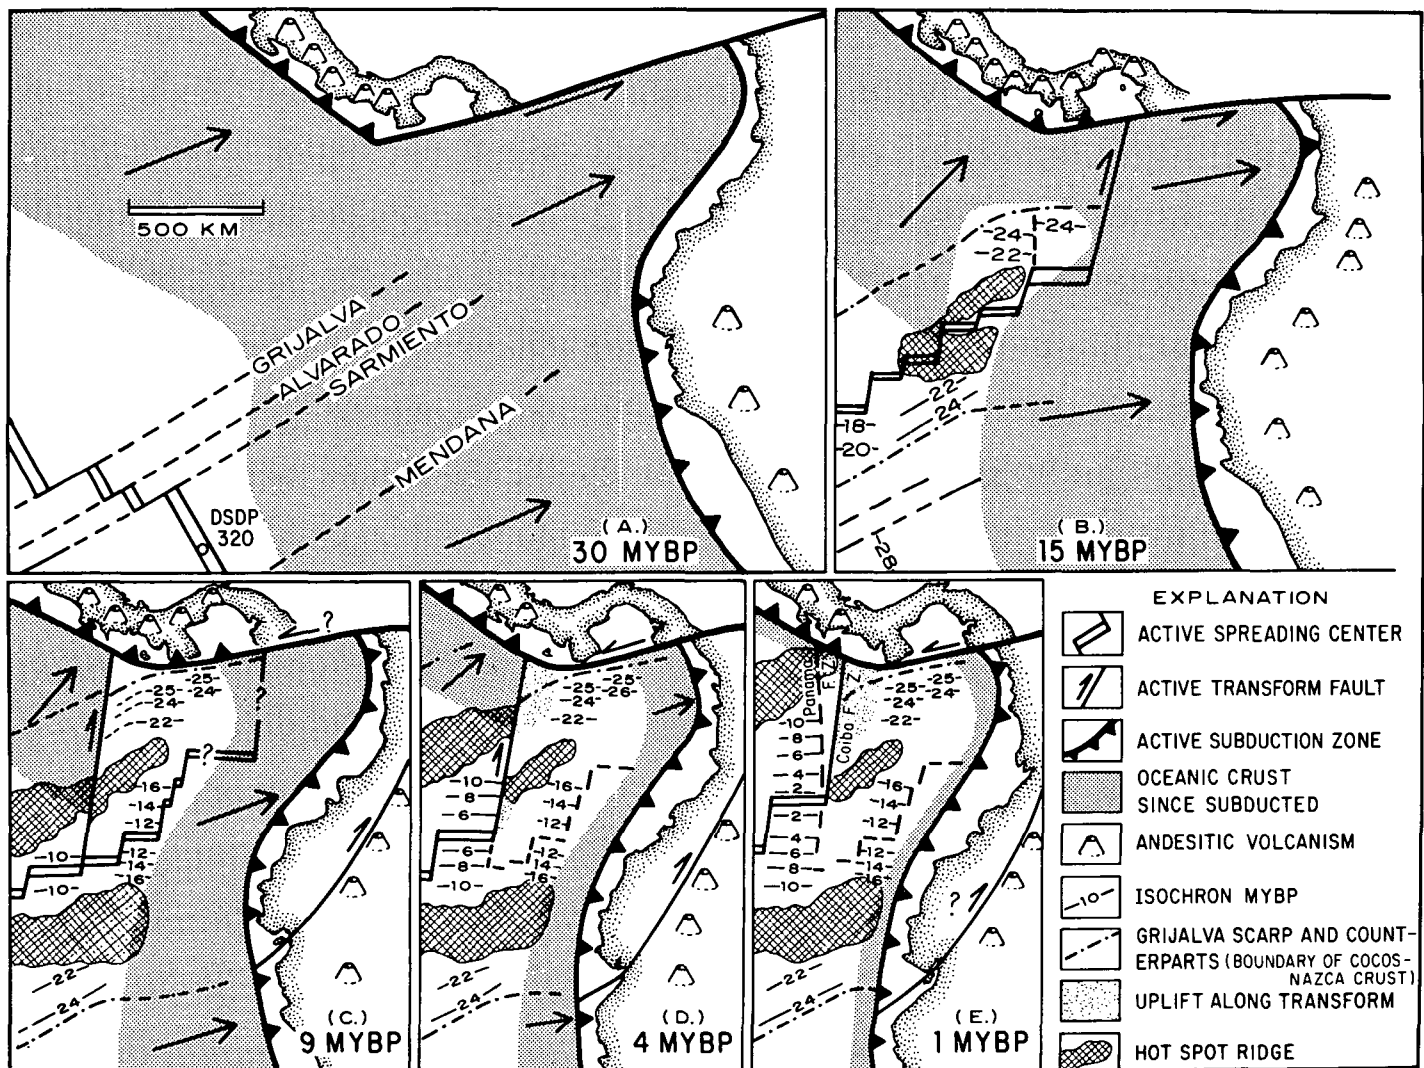 500 KM
GRIJALVA
ALVARADO
SARMIENTO
MENDANA
DSDP
320
(A.)
30 MYBP
-24-
-24-
-22-
22
24
-18-
-20-
-28
(B.)
15 MYBP
?
-25-
-25-
-24-
-24-
-22-
?
?
-16-
-14-
-12-
-10-
-12-
-14-
-16-
-10-
-22-
-24-
(C.)
9 MYBP
-25-
-25-
-26-
-24-
-22-
-10-
-8-
-6-
-16-
-14-
-12-
-6-
-8-
-10-
-12-
-14-
-16-
-22-
-24-
(D.)
4 MYBP
Panama F. Z.
Coiba F. Z.
-25-
-25-
-24-
-24-
-22-
-10-
-8-
-6-
-4-
-2-
-16-
-14-
-12-
-2-
-4-
-6-
-8-
-10-
-12-
-14-
-16-
?
-22-
-24-
(E.)
1 MYBP
EXPLANATION
ACTIVE SPREADING CENTER
ACTIVE TRANSFORM FAULT
ACTIVE SUBDUCTION ZONE
OCEANIC CRUST
SINCE SUBDUCTED
ANDESITIC VOLCANISM
-10-
ISOCHRON MYBP
GRIJALVA SCARP AND COUNT-
ERPARTS (BOUNDARY OF COCOS-
NAZCA CRUST)
UPLIFT ALONG TRANSFORM
HOT SPOT RIDGE